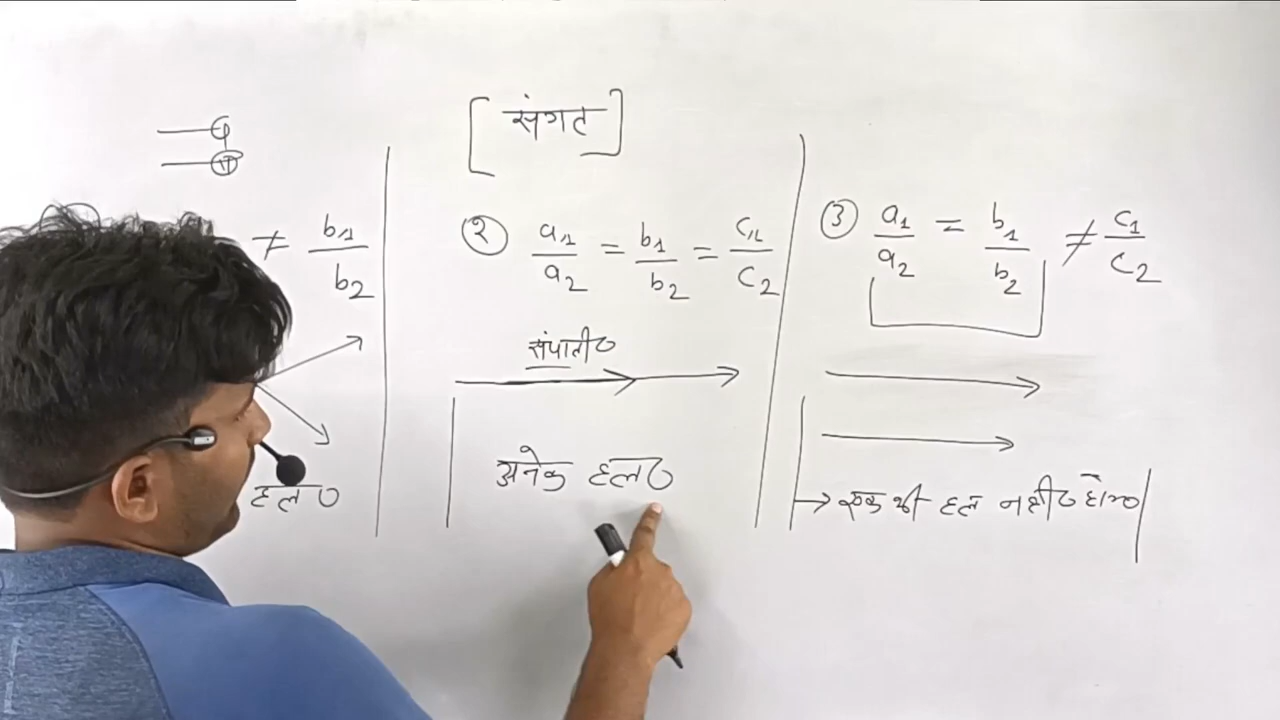 [संगत]
≠ b₁/b₂
② a₁/a₂ = b₁/b₂ = c₁/c₂
③ a₁/a₂ = b₁/b₂ ≠ c₁/c₂
संपाती
हल
अनेक हल
→ एक भी हल नहीं होगा